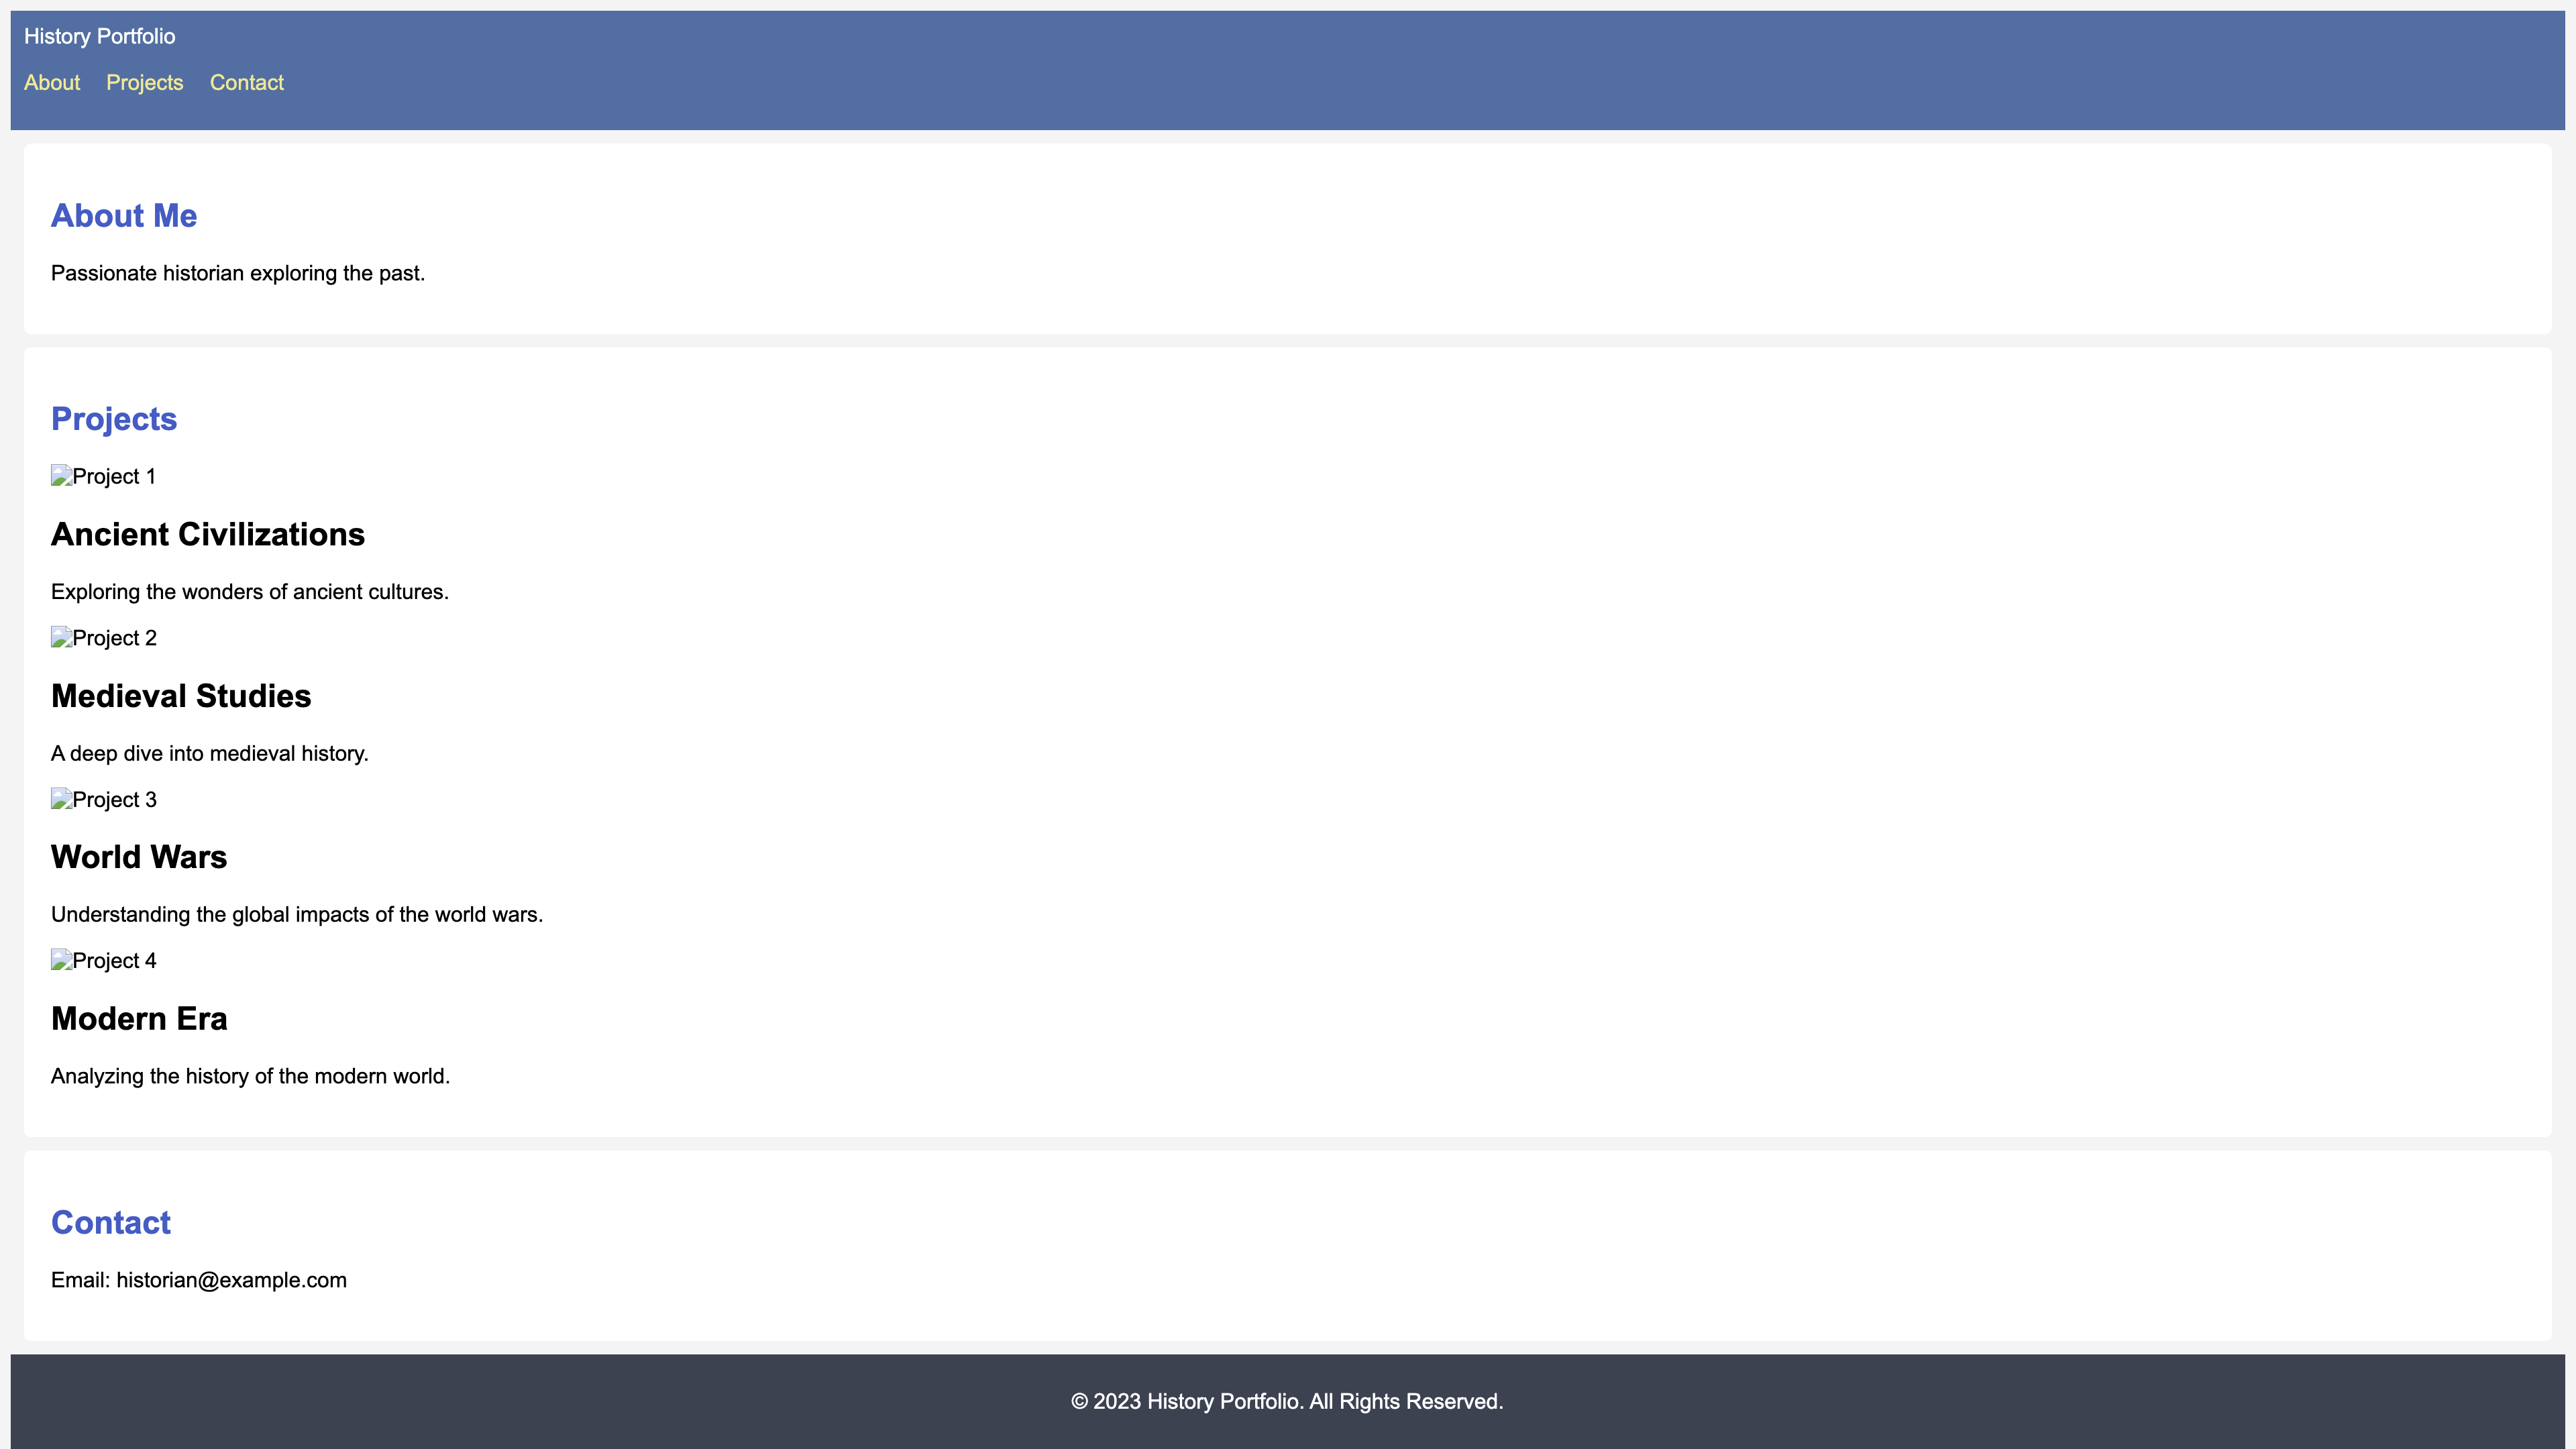 History Portfolio
About Projects Contact
About Me
Passionate historian exploring the past.
Projects
Project 1
Ancient Civilizations
Exploring the wonders of ancient cultures.
Project 2
Medieval Studies
A deep dive into medieval history.
Project 3
World Wars
Understanding the global impacts of the world wars.
Project 4
Modern Era
Analyzing the history of the modern world.
Contact
Email: historian@example.com
© 2023 History Portfolio. All Rights Reserved.